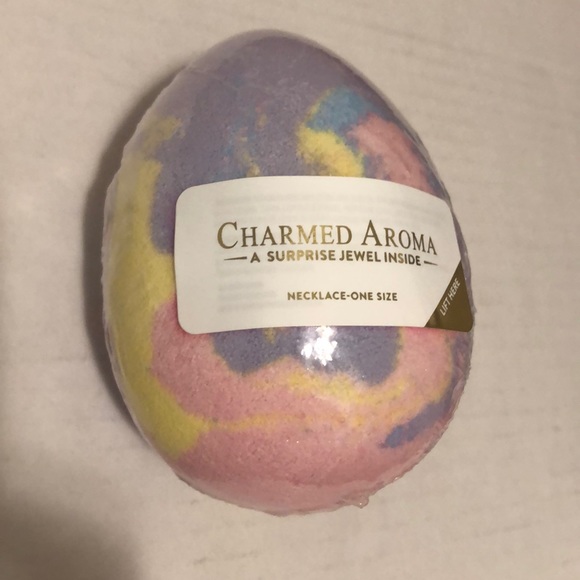 CHARMED AROMA
A SURPRISE JEWEL INSIDE
NECKLACE-ONE SIZE
LIFT HERE